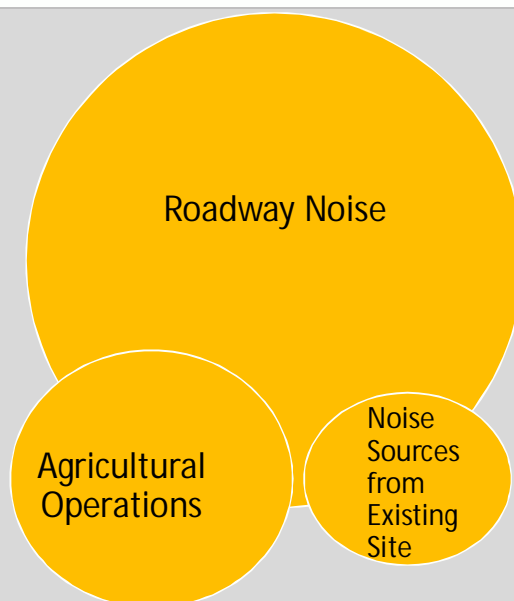 Roadway Noise
Agricultural
Operations
Noise
Sources
from
Existing
Site